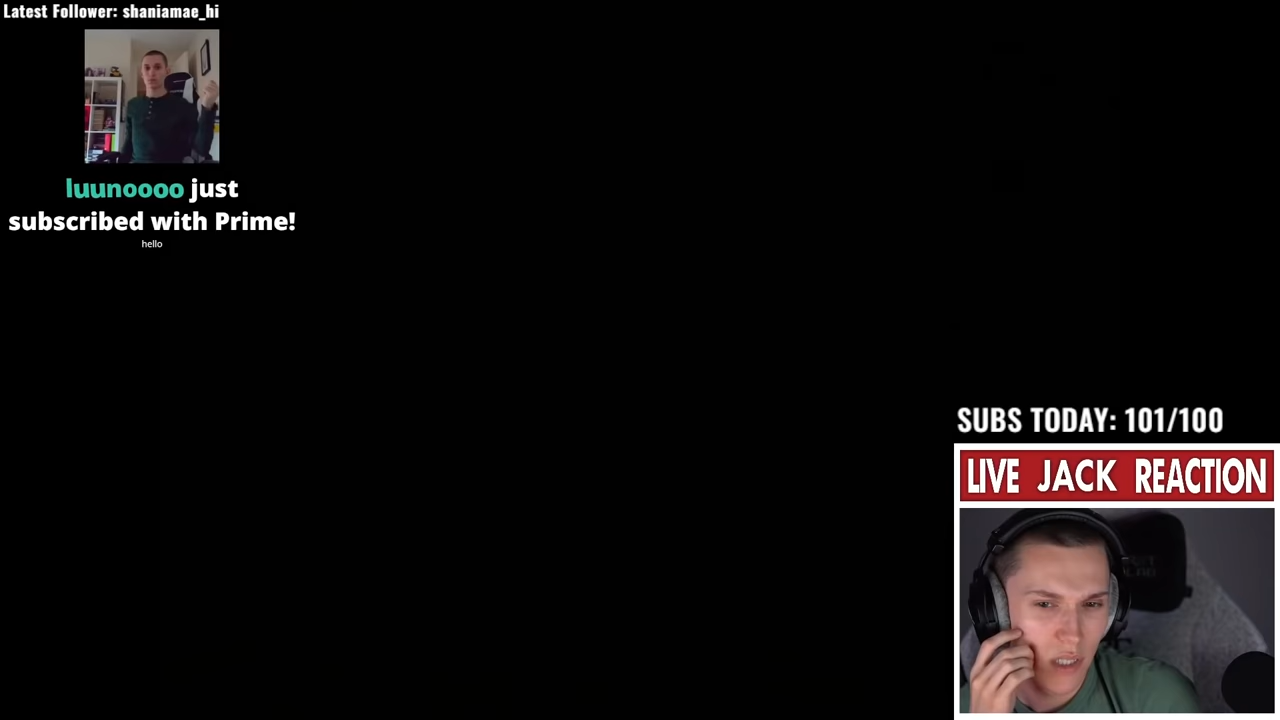 Latest Follower: shaniamae_hi
luunoooo just
subscribed with Prime!
hello
SUBS TODAY: 101/100
LIVE JACK REACTION